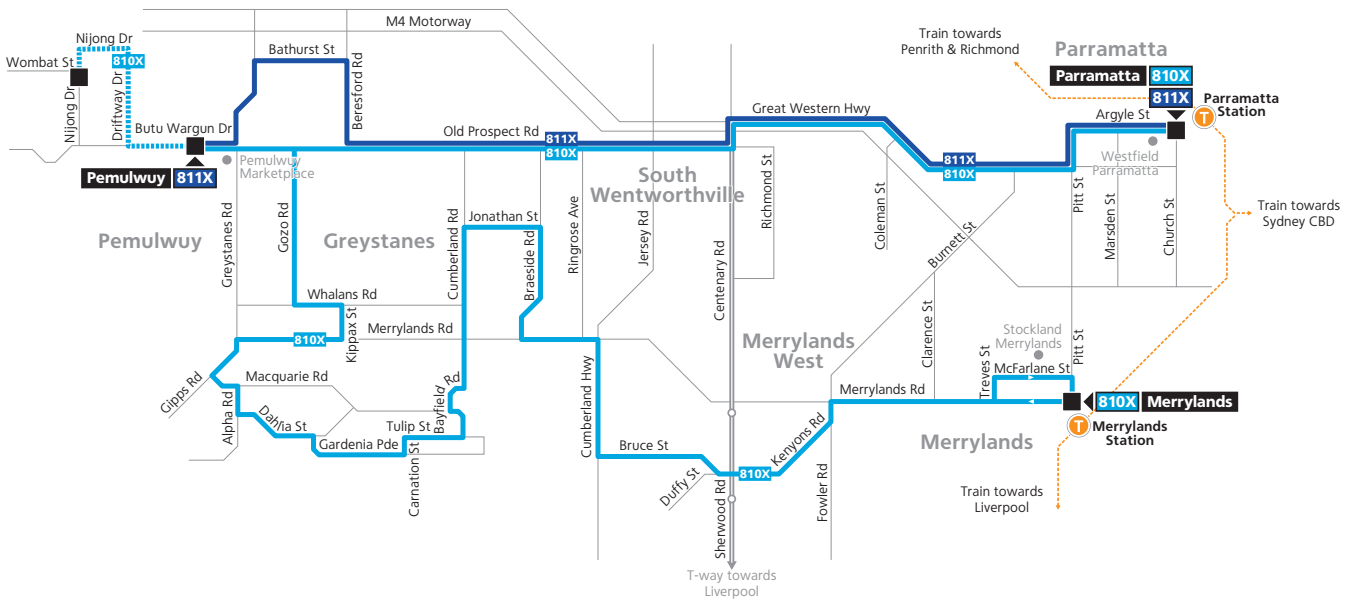 M4 Motorway
Nijong Dr
810X
Wombat St
Nijong Dr
Driftway Dr
Bathurst St
Beresford Rd
Butu Wargun Dr
Old Prospect Rd
811X
810X
Pemulwuy 811X
Pemulwuy
Marketplace
Great Western Hwy
811X
810X
Train towards
Penrith & Richmond
Parramatta
Parramatta 810X
811X
Argyle St
T
Parramatta
Station
Westfield
Parramatta
Train towards
Sydney CBD
South
Wentworthville
Pemulwuy
Greystanes Rd
Gozo Rd
Greystanes
Cumberland Rd
Jonathan St
Braeside Rd
Ringrose Ave
Jersey Rd
Centenary Rd
Richmond St
Coleman St
Burnett St
Pitt St
Marsden St
Church St
Whalans Rd
Kippax St
Merrylands Rd
810X
Gipps Rd
Macquarie Rd
Alpha Rd
Dahlia St
Gardenia Pde
Tulip St
Carnation St
Bayfield Rd
Cumberland Hwy
Bruce St
Duffy St
Sherwood Rd
810X
Kenyons Rd
Fowler Rd
Merrylands
West
Merrylands Rd
Clarence St
Treves St
Stockland
Merrylands
McFarlane St
Pitt St
810X Merrylands
T
Merrylands
Station
Merrylands
Train towards
Liverpool
T-way towards
Liverpool